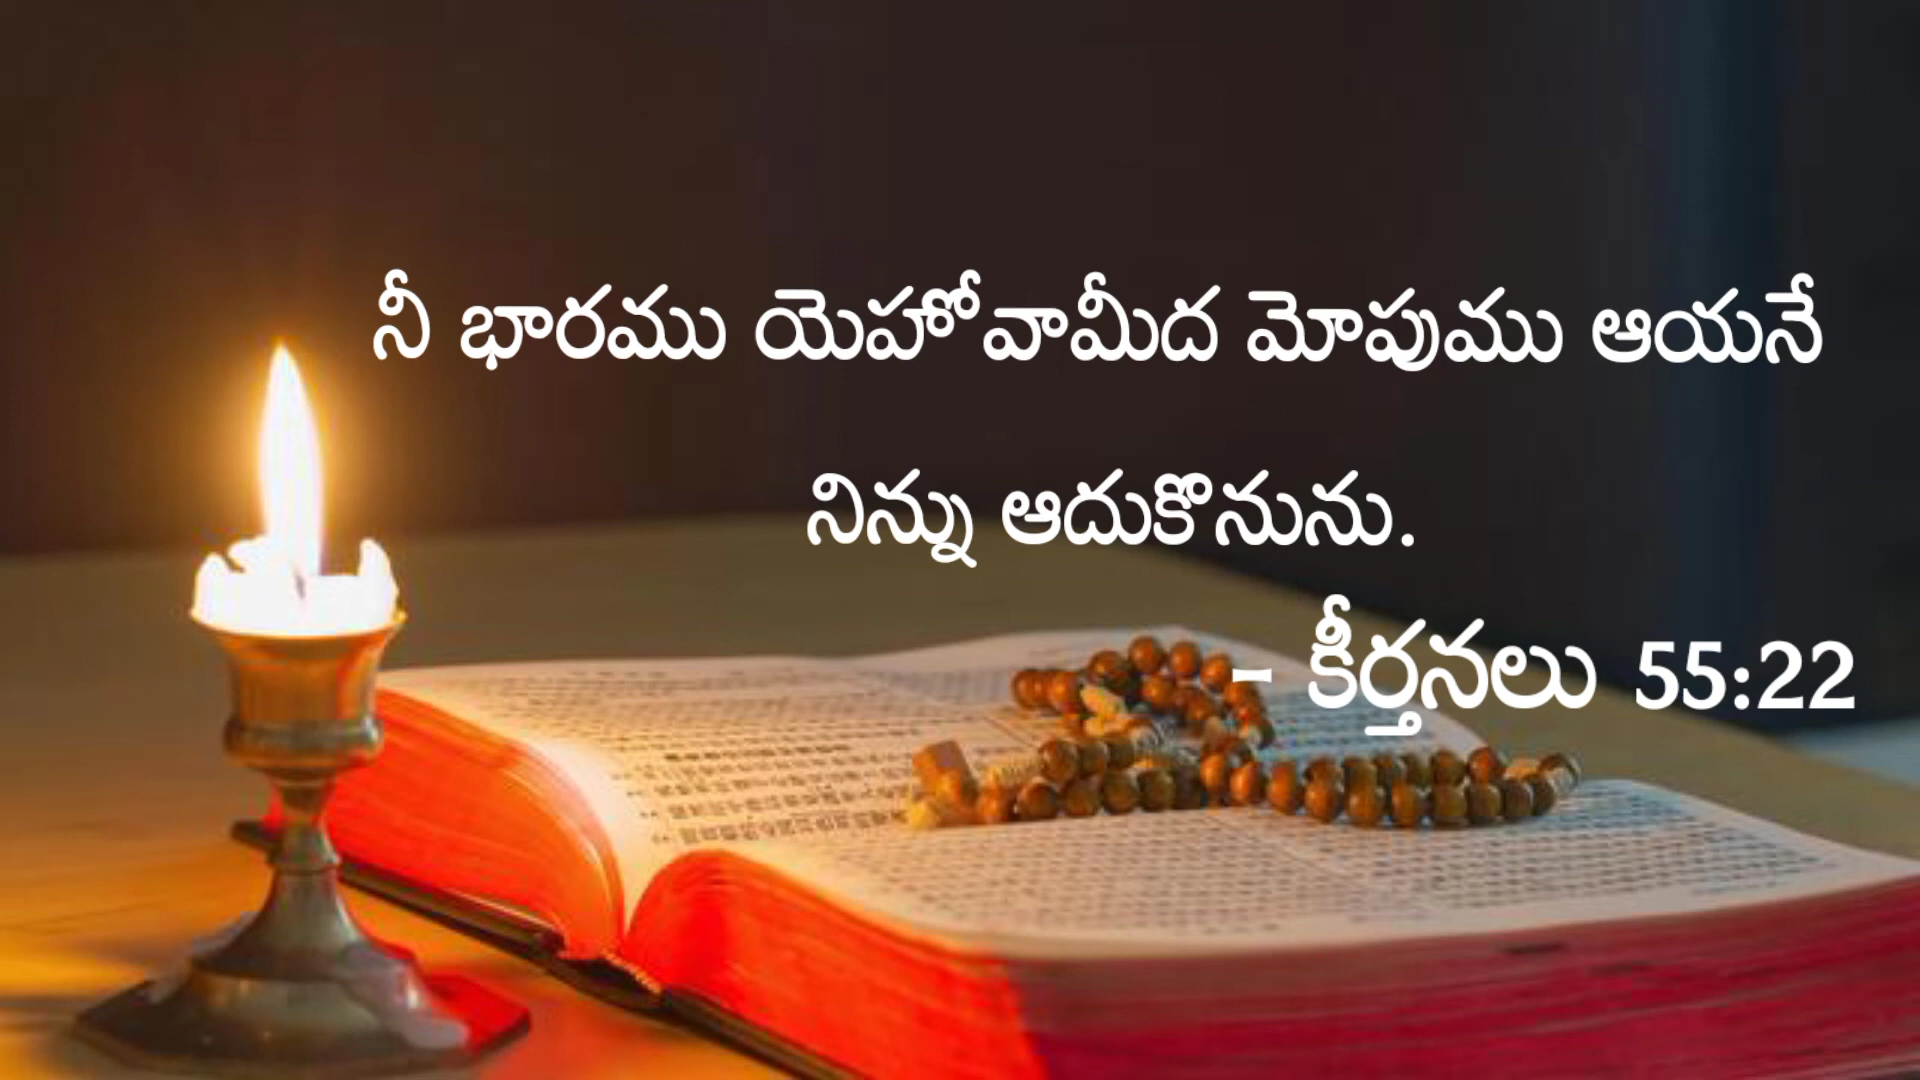 నీ భారము యెహోవామీద మోపుము ఆయనే
నిన్ను ఆదుకొనును.
- కీర్తనలు 55:22